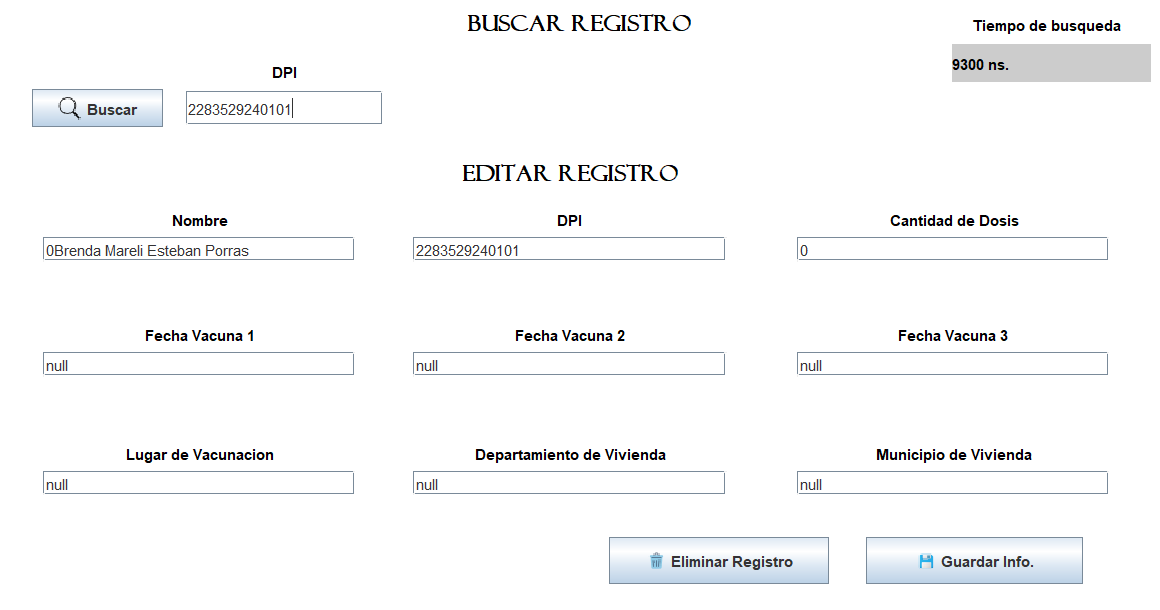 BUSCAR REGISTRO
Tiempo de busqueda
9300 ns.
DPI
Buscar
2283529240101
EDITAR REGISTRO
Nombre
DPI
Cantidad de Dosis
0Brenda Mareli Esteban Porras
2283529240101
0
Fecha Vacuna 1
Fecha Vacuna 2
Fecha Vacuna 3
null
null
null
Lugar de Vacunacion
Departamiento de Vivienda
Municipio de Vivienda
null
null
null
Eliminar Registro
Guardar Info.